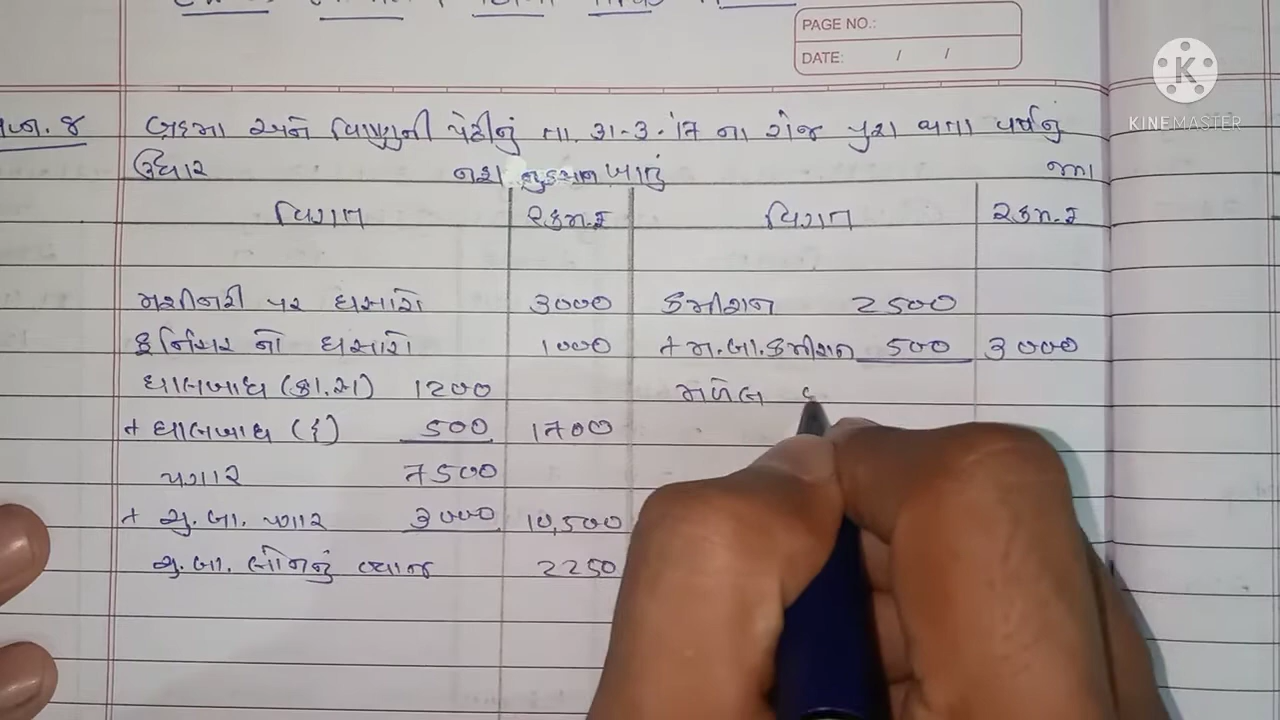 PAGE NO.:
DATE: / /
KINEMASTER
દા. ૪
બ્રહ્મા અને વિષ્ણુની પેઢીનું તા. 31-3-'17 ના રોજ પુરા થતા વર્ષનું
ઉધાર નફા નુકસાન ખાતું જમા
વિગત રકમ.₹ વિગત રકમ.₹
મશીનરી પર ઘસારો 3000 કમીશન 2500
ફર્નિચર નો ઘસારો 1000 + મ.બા.કમીશન 500 3000
ઘાલખાધ (કા.સ) 1200 મળેલ
+ ઘાલખાધ (હ) 500 1700
પગાર 7500
+ ચુ.બા. પગાર 3000 10,500
ચુ.બા. લોનનું વ્યાજ 2250